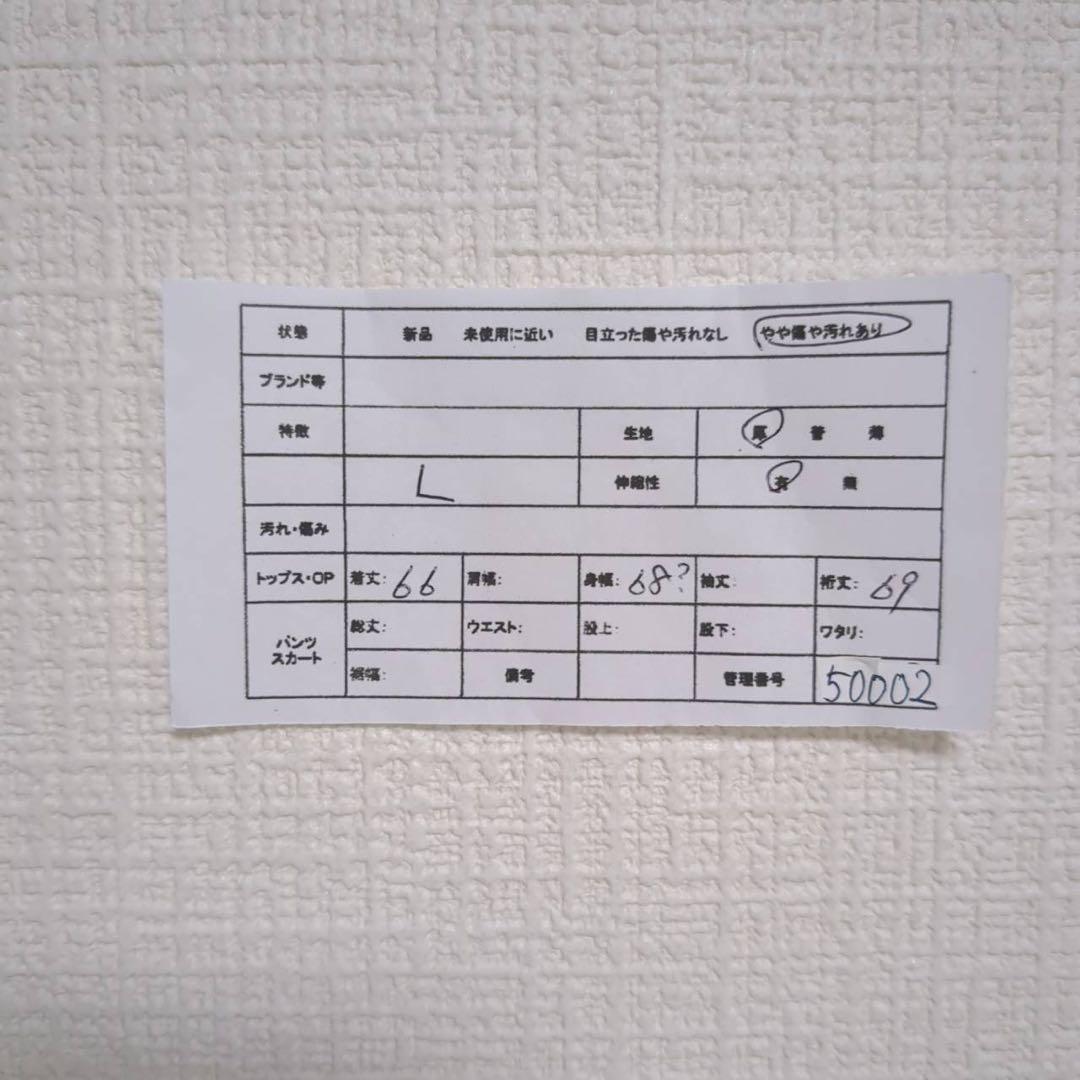 状態 新品 未使用に近い 目立った傷や汚れなし やや傷や汚れあり
ブランド等
特徴 生地 厚 普 薄
L 伸縮性 有 無
汚れ・傷み
トップス・OP 着丈: 66 肩幅: 身幅: 68? 袖丈: 裄丈: 69
パンツ
スカート
総丈: ウエスト: 股上: 股下: ワタリ:
裾幅: 備考 管理番号 50002